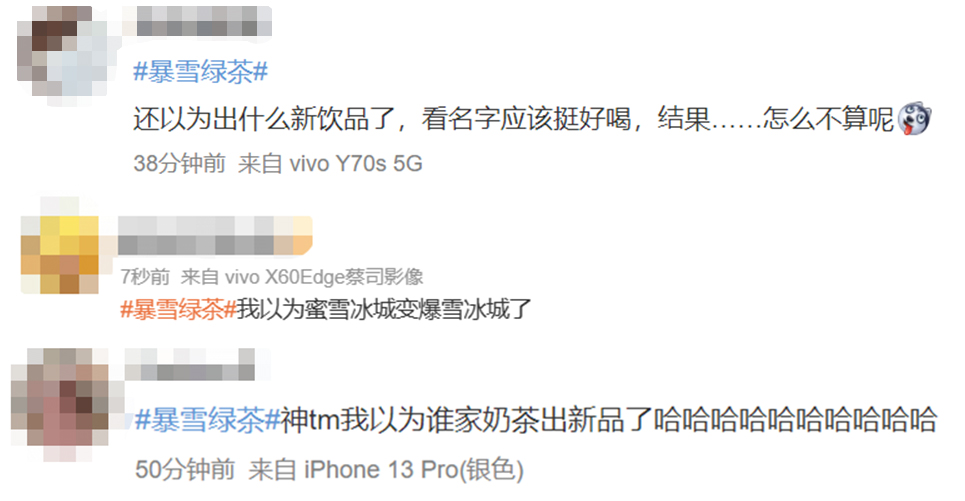 #暴雪绿茶#
还以为出什么新饮品了，看名字应该挺好喝，结果……怎么不算呢
38分钟前 来自 vivo Y70s 5G
7秒前 来自 vivo X60Edge蔡司影像
#暴雪绿茶#我以为蜜雪冰城变爆雪冰城了
#暴雪绿茶#神tm我以为谁家奶茶出新品了哈哈哈哈哈哈哈哈哈哈
50分钟前 来自 iPhone 13 Pro(银色)